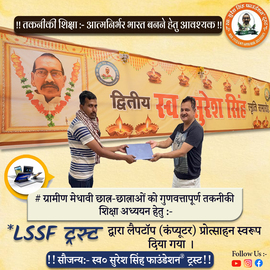 !! तकनीकी शिक्षा :- आत्मनिर्भर भारत बनने हेतु आवश्यक !!
द्वितीय स्व० सुरेश सिंह स्मृति
# ग्रामीण मेधावी छात्र-छात्राओं को गुणवत्तापूर्ण तकनीकी
शिक्षा अध्ययन हेतु :-
"LSSF ट्रस्ट द्वारा लैपटॉप (कंप्यूटर) प्रोत्साहन स्वरूप
दिया गया ।
Follow Us :-
!! सौजन्य:- स्व० सुरेश सिंह फाउंडेशन" ट्रस्ट !!